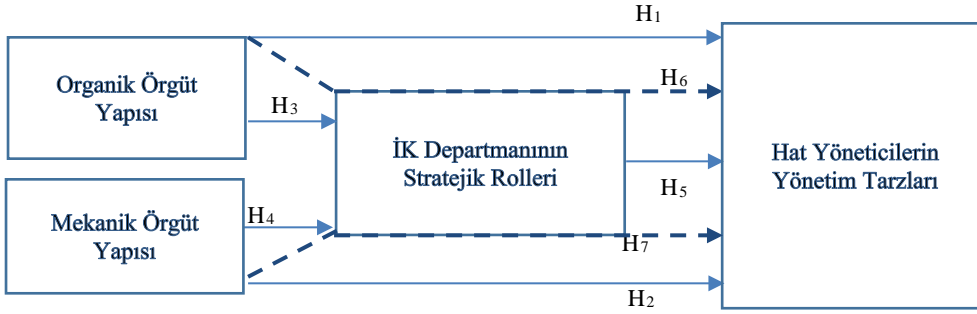 H1
Organik Örgüt
Yapısı
H6
H3
İK Departmanının
Stratejik Rolleri
Hat Yöneticilerin
Yönetim Tarzları
H5
Mekanik Örgüt
Yapısı
H4
H7
H2